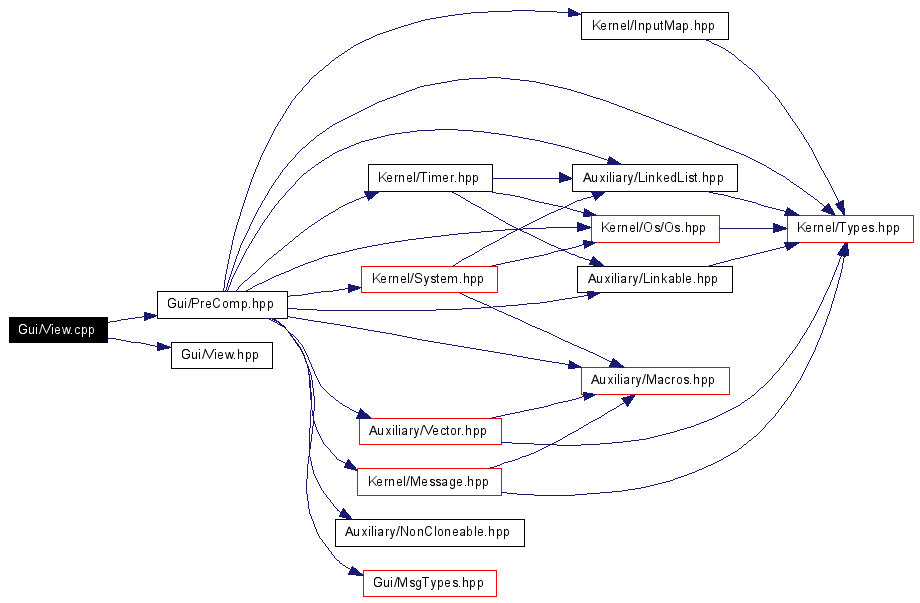 Kernel/InputMap.hpp
Kernel/Timer.hpp
Auxiliary/LinkedList.hpp
Kernel/Os/Os.hpp
Kernel/Types.hpp
Kernel/System.hpp
Auxiliary/Linkable.hpp
Gui/PreComp.hpp
Gui/View.cpp
Gui/View.hpp
Auxiliary/Macros.hpp
Auxiliary/Vector.hpp
Kernel/Message.hpp
Auxiliary/NonCloneable.hpp
Gui/MsgTypes.hpp